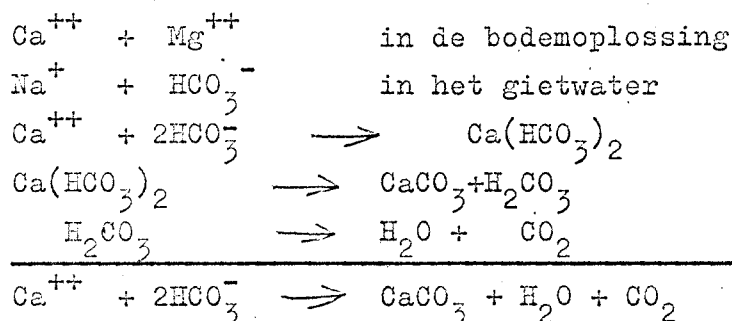 Ca⁺⁺ + Mg⁺⁺ in de bodemoplossing
Na⁺ + HCO₃⁻ in het gietwater
Ca⁺⁺ + 2HCO₃⁻ → Ca(HCO₃)₂
Ca(HCO₃)₂ → CaCO₃+H₂CO₃
H₂CO₃ → H₂O + CO₂
Ca⁺⁺ + 2HCO₃⁻ → CaCO₃ + H₂O + CO₂